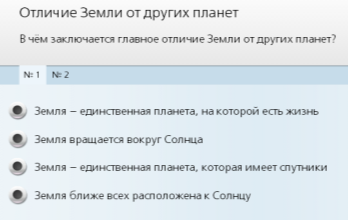 Отличие Земли от других планет
В чём заключается главное отличие Земли от других планет?
№ 1 № 2
Земля – единственная планета, на которой есть жизнь
Земля вращается вокруг Солнца
Земля – единственная планета, которая имеет спутники
Земля ближе всех расположена к Солнцу